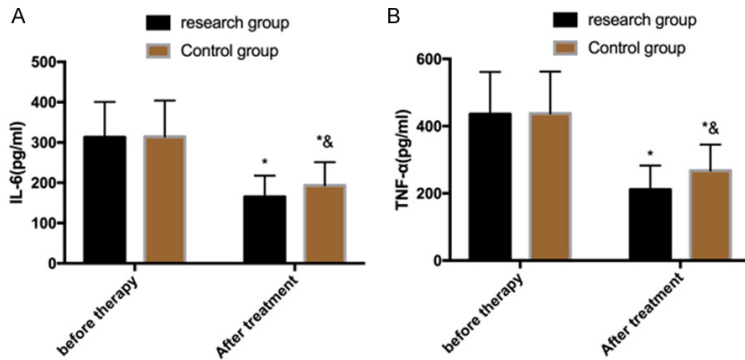 A
research group
Control group
500
400
300
200
100
0
IL-6(pg/ml)
*
*&
before therapy
After treatment
B
research group
Control group
600
400
200
0
TNF-α(pg/ml)
*
*&
before therapy
After treatment